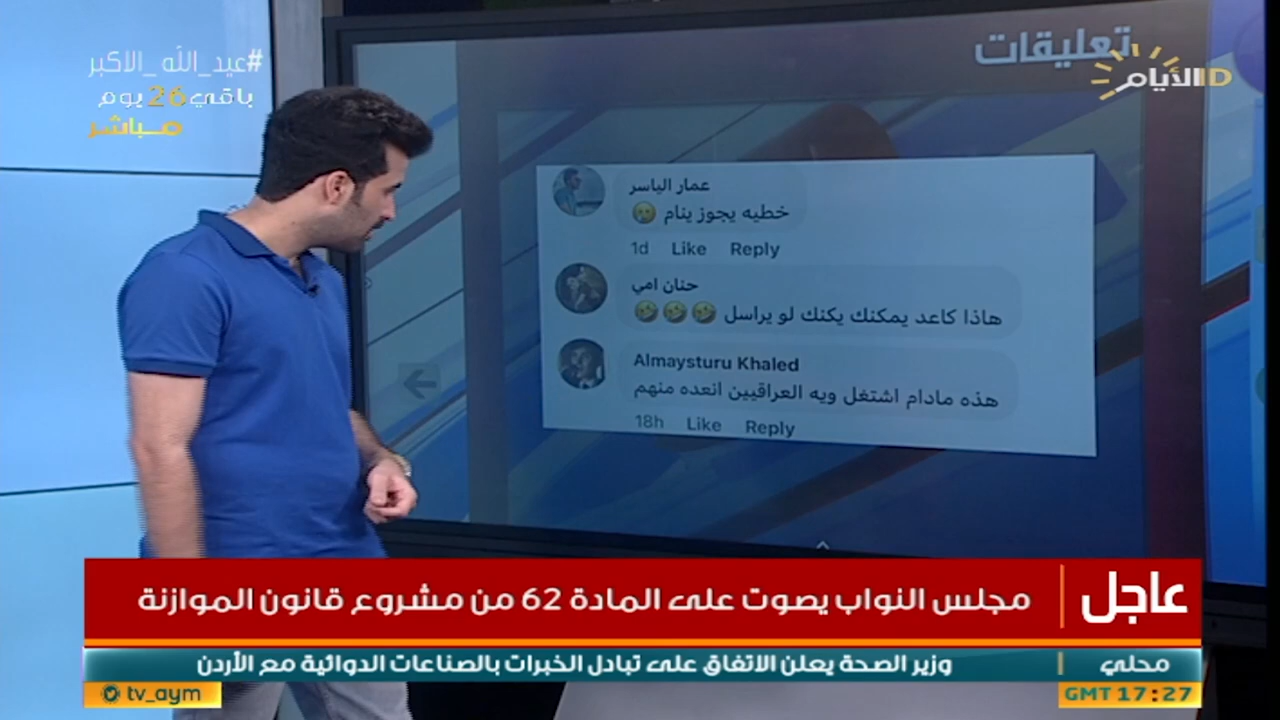 #عيد_الله_الاكبر
باقي 26 يوم
مباشر
تعليقات
الأيام HD
عمار الياسر
خطيه يجوز ينام 😢
1d Like Reply
حنان امي
هاذا كاعد يمكنك يكنك لو يراسل 🤣🤣🤣
Almaysturu Khaled
هذه مادام اشتغل ويه العراقيين انعده منهم
18h Like Reply
عاجل
مجلس النواب يصوت على المادة 62 من مشروع قانون الموازنة
محلي
وزير الصحة يعلن الاتفاق على تبادل الخبرات بالصناعات الدوائية مع الأردن
tv_aym
GMT 17:27